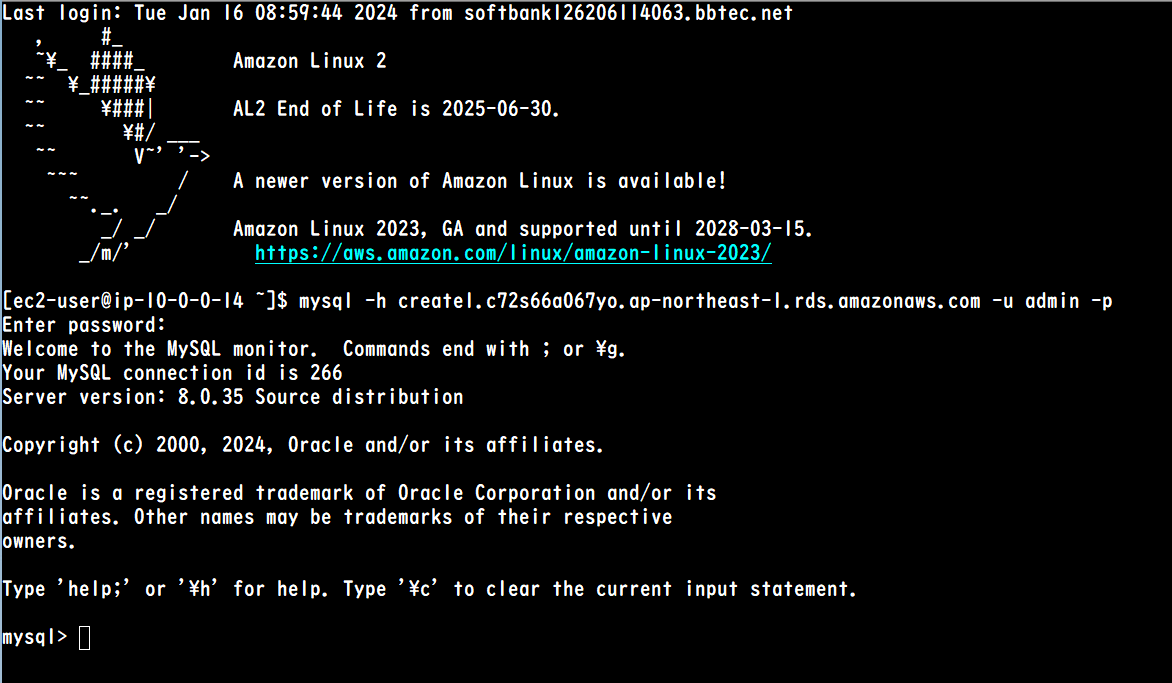 Last login: Tue Jan 16 08:59:44 2024 from softbank126206114063.bbtec.net
   ,     #_
   ~¥_  ####_        Amazon Linux 2
  ~~  ¥_#####¥
  ~~     ¥###|       AL2 End of Life is 2025-06-30.
  ~~       ¥#/ ___
   ~~       V~' '->
    ~~~         /    A newer version of Amazon Linux is available!
      ~~._.   _/
         _/ _/       Amazon Linux 2023, GA and supported until 2028-03-15.
       _/m/'           https://aws.amazon.com/linux/amazon-linux-2023/
[ec2-user@ip-10-0-0-14 ~]$ mysql -h create1.c72s66a067yo.ap-northeast-1.rds.amazonaws.com -u admin -p
Enter password:
Welcome to the MySQL monitor.  Commands end with ; or ¥g.
Your MySQL connection id is 266
Server version: 8.0.35 Source distribution
Copyright (c) 2000, 2024, Oracle and/or its affiliates.
Oracle is a registered trademark of Oracle Corporation and/or its
affiliates. Other names may be trademarks of their respective
owners.
Type 'help;' or '¥h' for help. Type '¥c' to clear the current input statement.
mysql>